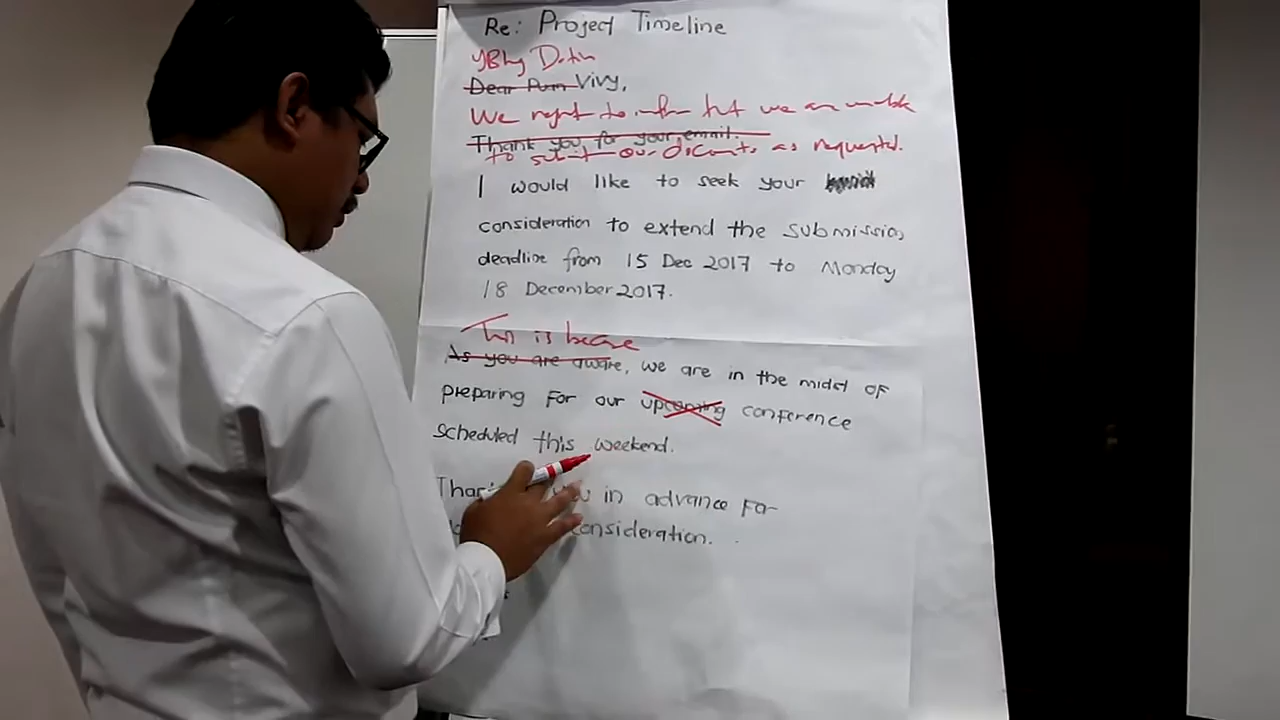 Re: Project Timeline
YBhg Datin
Dear Puan Vivy,
We regret to inform that we are unable
Thank you for your email.
to submit our documents as requested.
I would like to seek your
consideration to extend the submission
deadline from 15 Dec 2017 to Monday
18 December 2017.
This is because
As you are aware, we are in the midst of
preparing for our upcoming conference
scheduled this weekend.
in advance for
consideration.